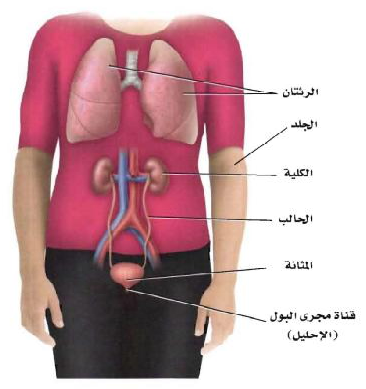 الرئتان
الجلد
الكلية
الحالب
المثانة
قناة مجرى البول
(الإحليل)